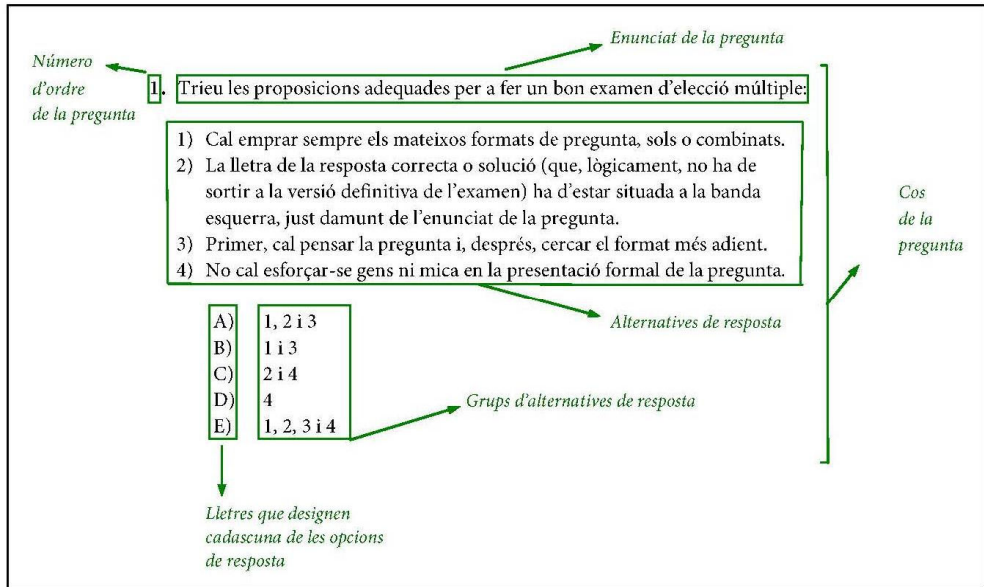 Enunciat de la pregunta
Número
d'ordre
de la pregunta
1. Trieu les proposicions adequades per a fer un bon examen d'elecció múltiple:
1) Cal emprar sempre els mateixos formats de pregunta, sols o combinats.
2) La lletra de la resposta correcta o solució (que, lògicament, no ha de
sortir a la versió definitiva de l'examen) ha d'estar situada a la banda
esquerra, just damunt de l'enunciat de la pregunta.
3) Primer, cal pensar la pregunta i, després, cercar el format més adient.
4) No cal esforçar-se gens ni mica en la presentació formal de la pregunta.
Cos
de la
pregunta
Alternatives de resposta
A) 1, 2 i 3
B) 1 i 3
C) 2 i 4
D) 4
E) 1, 2, 3 i 4
Grups d'alternatives de resposta
Lletres que designen
cadascuna de les opcions
de resposta